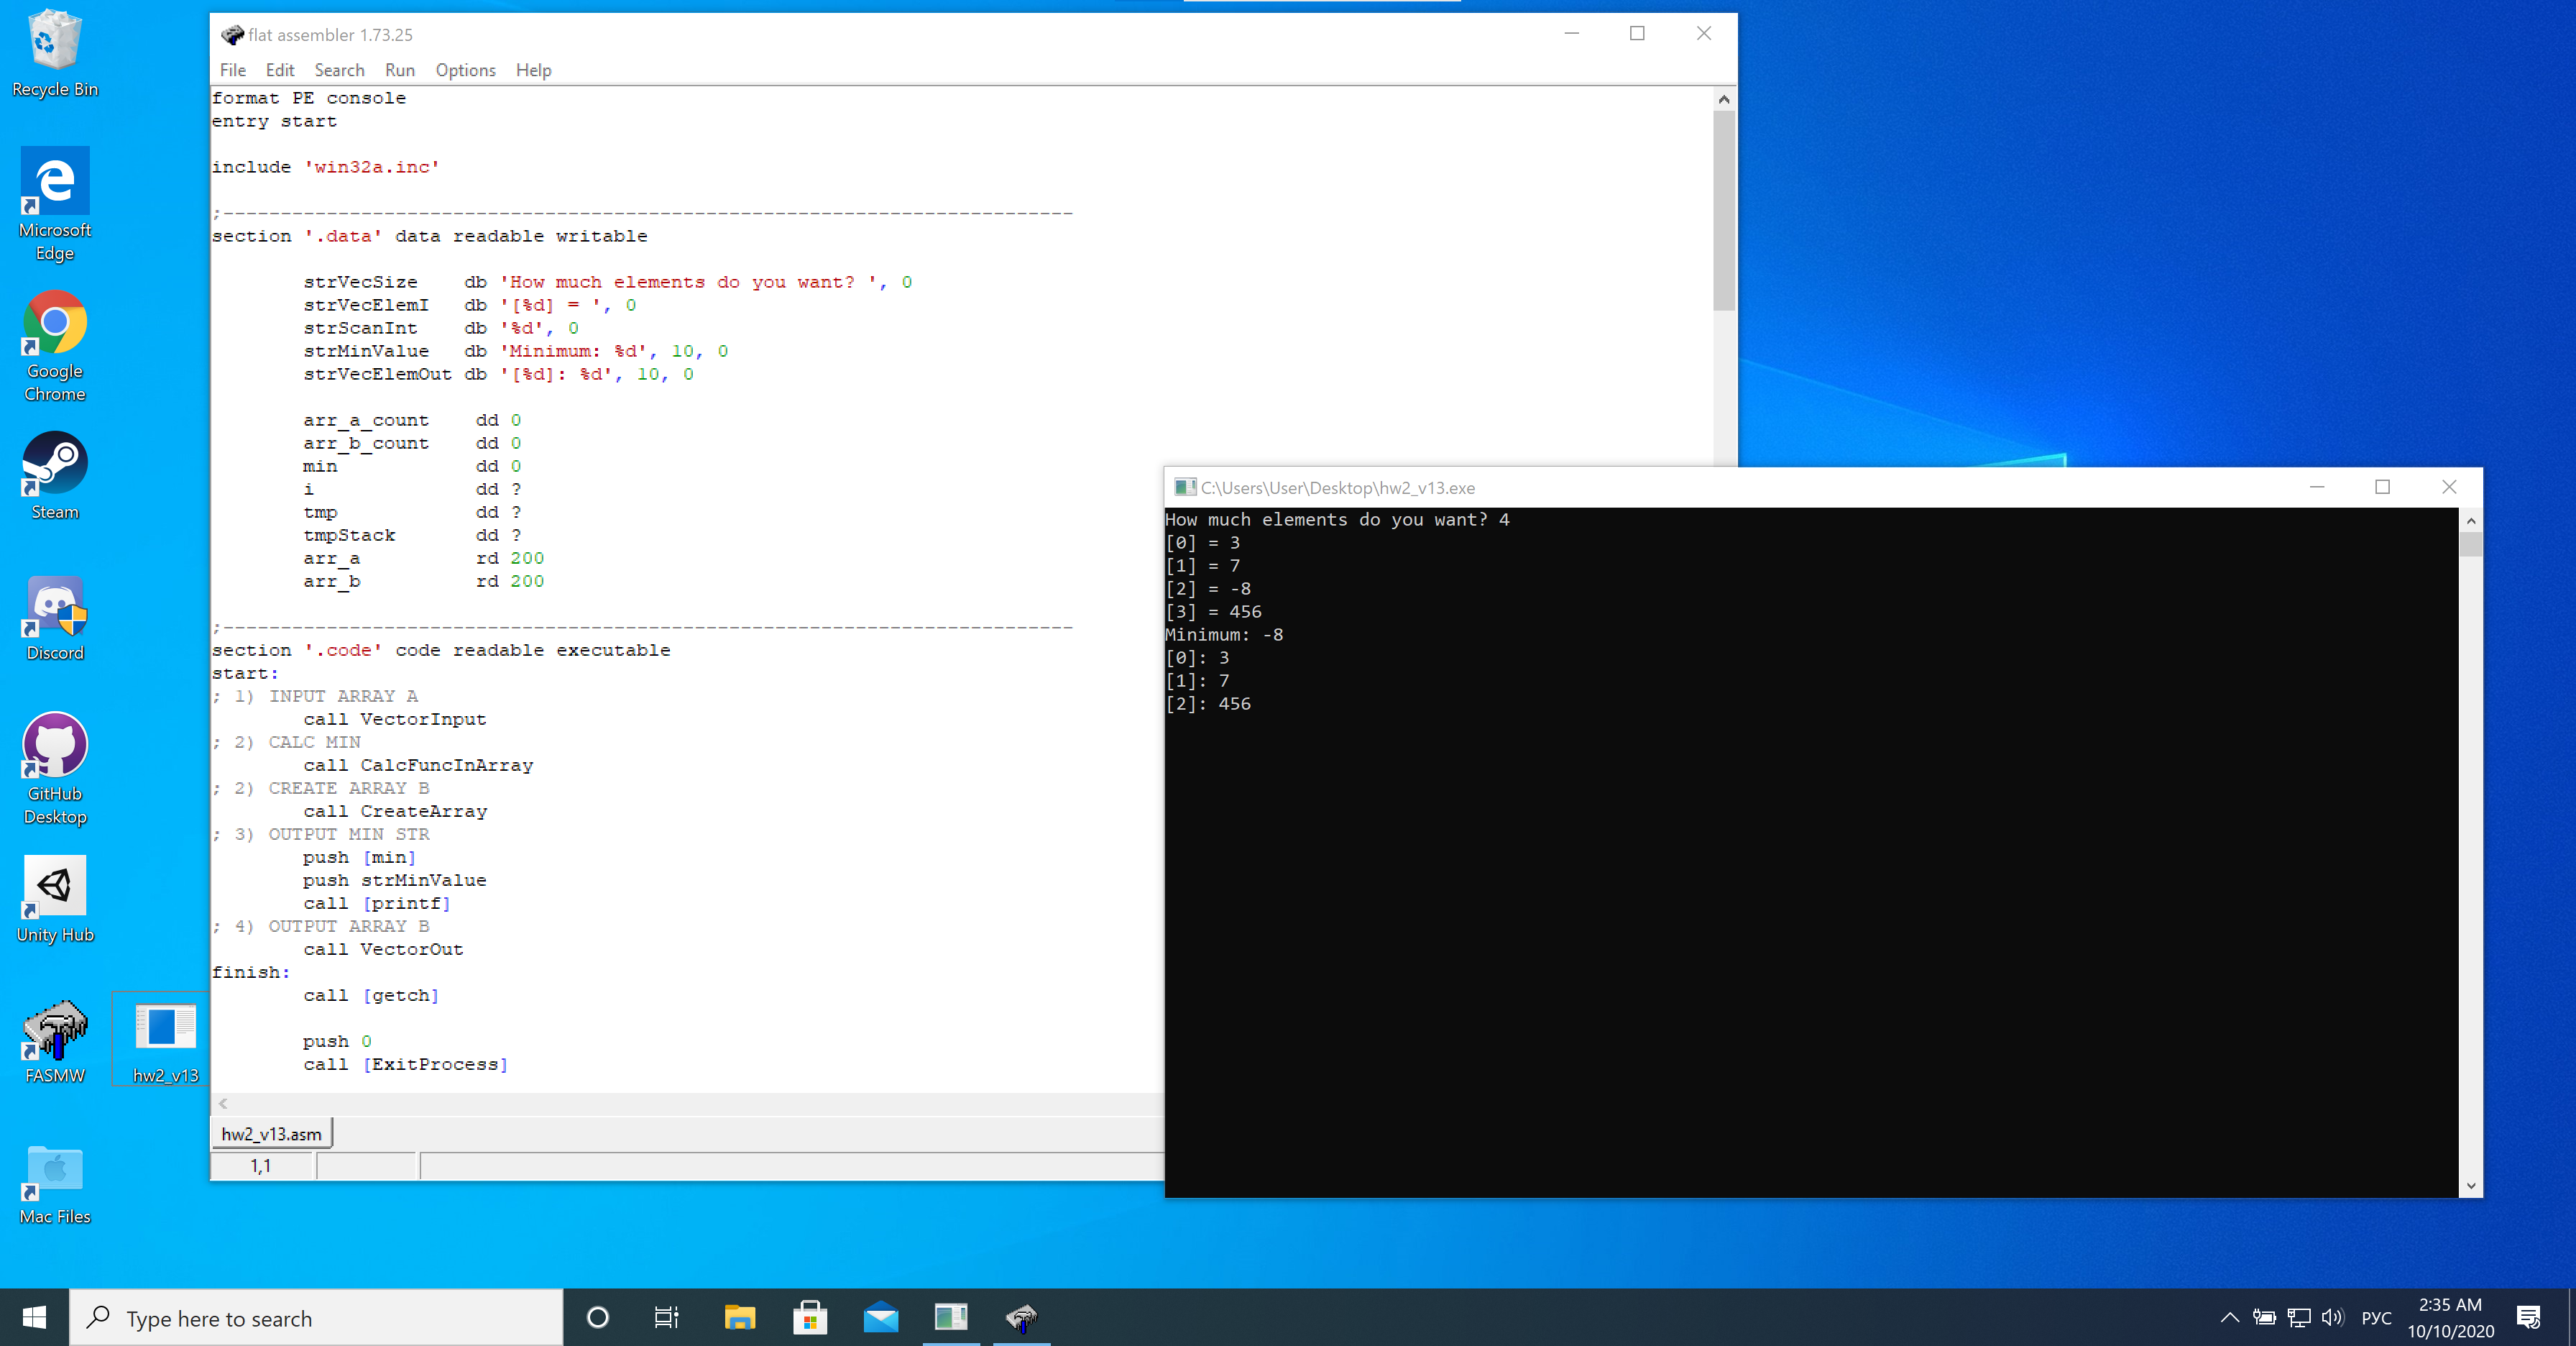 Recycle Bin
Microsoft
Edge
Google
Chrome
Steam
Discord
GitHub
Desktop
Unity Hub
FASMW
hw2_v13
Mac Files
flat assembler 1.73.25
File Edit Search Run Options Help
format PE console
entry start
include 'win32a.inc'
;--------------------------------------------------------------------------
section '.data' data readable writable
strVecSize db 'How much elements do you want? ', 0
strVecElemI db '[%d] = ', 0
strScanInt db '%d', 0
strMinValue db 'Minimum: %d', 10, 0
strVecElemOut db '[%d]: %d', 10, 0
arr_a_count dd 0
arr_b_count dd 0
min dd 0
i dd ?
tmp dd ?
tmpStack dd ?
arr_a rd 200
arr_b rd 200
;--------------------------------------------------------------------------
section '.code' code readable executable
start:
; 1) INPUT ARRAY A
call VectorInput
; 2) CALC MIN
call CalcFuncInArray
; 2) CREATE ARRAY B
call CreateArray
; 3) OUTPUT MIN STR
push [min]
push strMinValue
call [printf]
; 4) OUTPUT ARRAY B
call VectorOut
finish:
call [getch]
push 0
call [ExitProcess]
hw2_v13.asm
1,1
C:\Users\User\Desktop\hw2_v13.exe
How much elements do you want? 4
[0] = 3
[1] = 7
[2] = -8
[3] = 456
Minimum: -8
[0]: 3
[1]: 7
[2]: 456
Type here to search
РУС
2:35 AM
10/10/2020